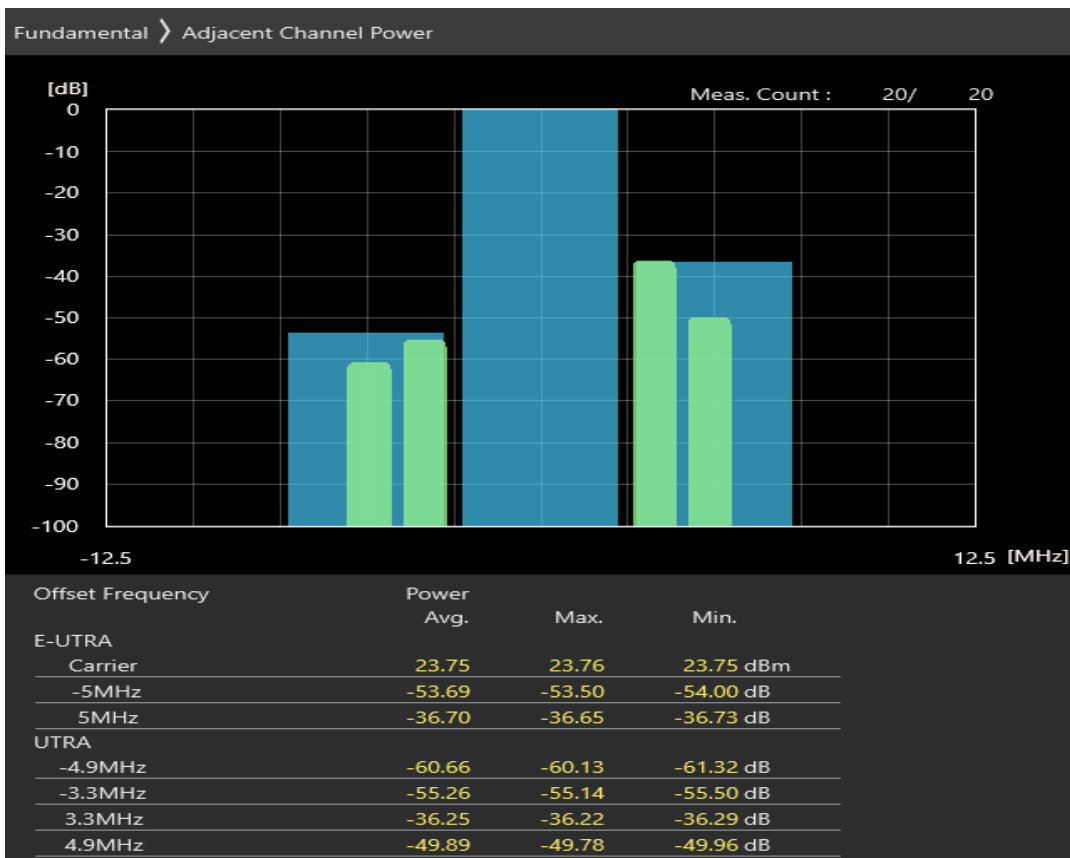 Fundamental 〉 Adjacent Channel Power
[dB]
Meas. Count : 20/ 20
0
-10
-20
-30
-40
-50
-60
-70
-80
-90
-100
-12.5 12.5 [MHz]
Offset Frequency Power
Avg. Max. Min.
E-UTRA
Carrier 23.75 23.76 23.75 dBm
-5MHz -53.69 -53.50 -54.00 dB
5MHz -36.70 -36.65 -36.73 dB
UTRA
-4.9MHz -60.66 -60.13 -61.32 dB
-3.3MHz -55.26 -55.14 -55.50 dB
3.3MHz -36.25 -36.22 -36.29 dB
4.9MHz -49.89 -49.78 -49.96 dB